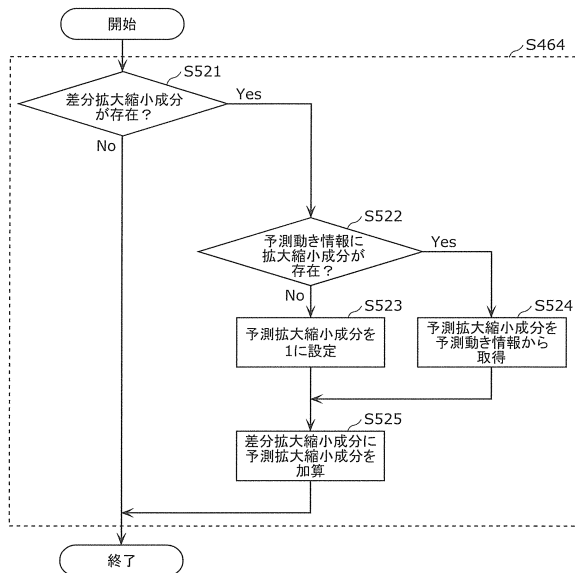 開始
S464
S521
差分拡大縮小成分
が存在？
Yes
No
S522
予測動き情報に
拡大縮小成分が
存在？
Yes
No
S523
予測拡大縮小成分を
1に設定
S524
予測拡大縮小成分を
予測動き情報から
取得
S525
差分拡大縮小成分に
予測拡大縮小成分を
加算
終了